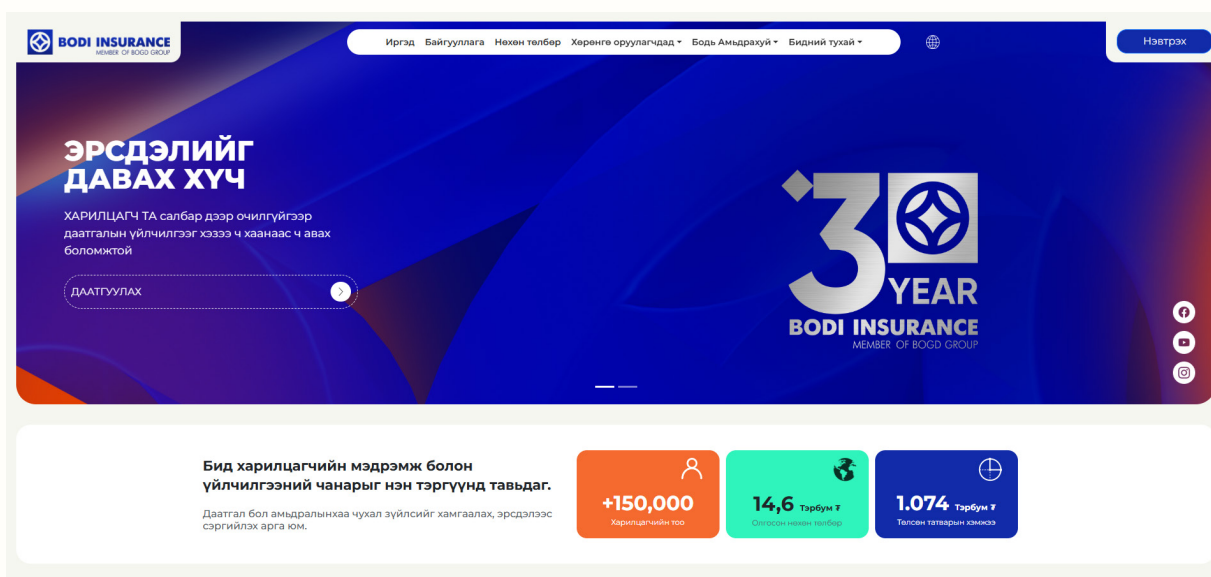 BODI INSURANCE
MEMBER OF BOGD GROUP
Иргэд Байгууллага Нөхөн төлбөр Хөрөнгө оруулагчдад Бодь Амьдрахуй Бидний тухай
Нэвтрэх
ЭРСДЭЛИЙГ
ДАВАХ ХҮЧ
ХАРИЛЦАГЧ ТА салбар дээр очилгүйгээр
даатгалын үйлчилгээг хэзээ ч хаанаас ч авах
боломжтой
ДААТГУУЛАХ
30
YEAR
BODI INSURANCE
MEMBER OF BOGD GROUP
Бид харилцагчийн мэдрэмж болон
үйлчилгээний чанарыг нэн тэргүүнд тавьдаг.
Даатгал бол амьдралынхаа чухал зүйлсийг хамгаалах, эрсдэлээс
сэргийлэх арга юм.
+150,000
Харилцагчийн тоо
14,6 Тэрбум ₮
Олгосон нөхөн төлбөр
1.074 Тэрбум ₮
Төлсөн татварын хэмжээ